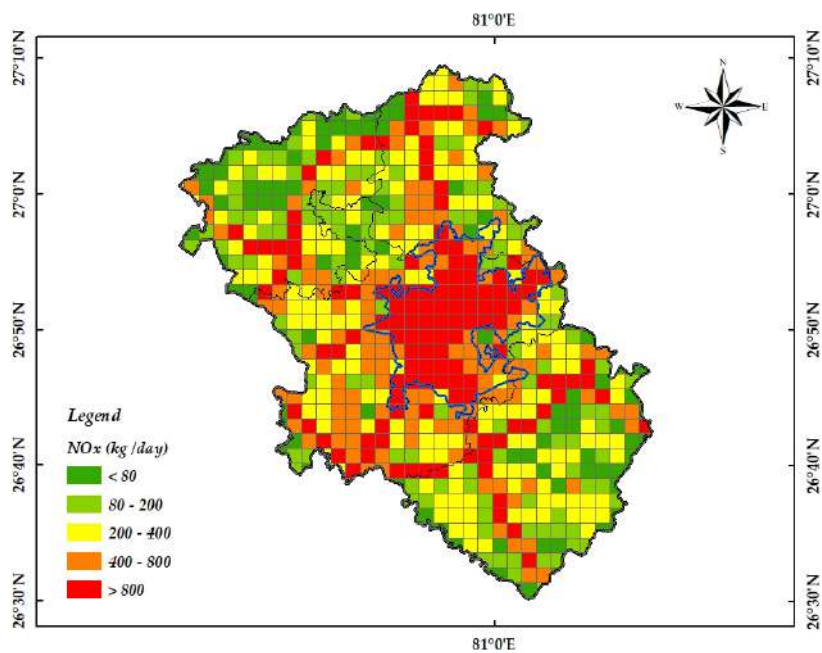 81°0'E
27°10'N
27°10'N
N
W
E
S
27°0'N
27°0'N
26°50'N
26°50'N
Legend
NOx (kg /day)
< 80
80 - 200
200 - 400
400 - 800
> 800
26°40'N
26°40'N
26°30'N
26°30'N
81°0'E